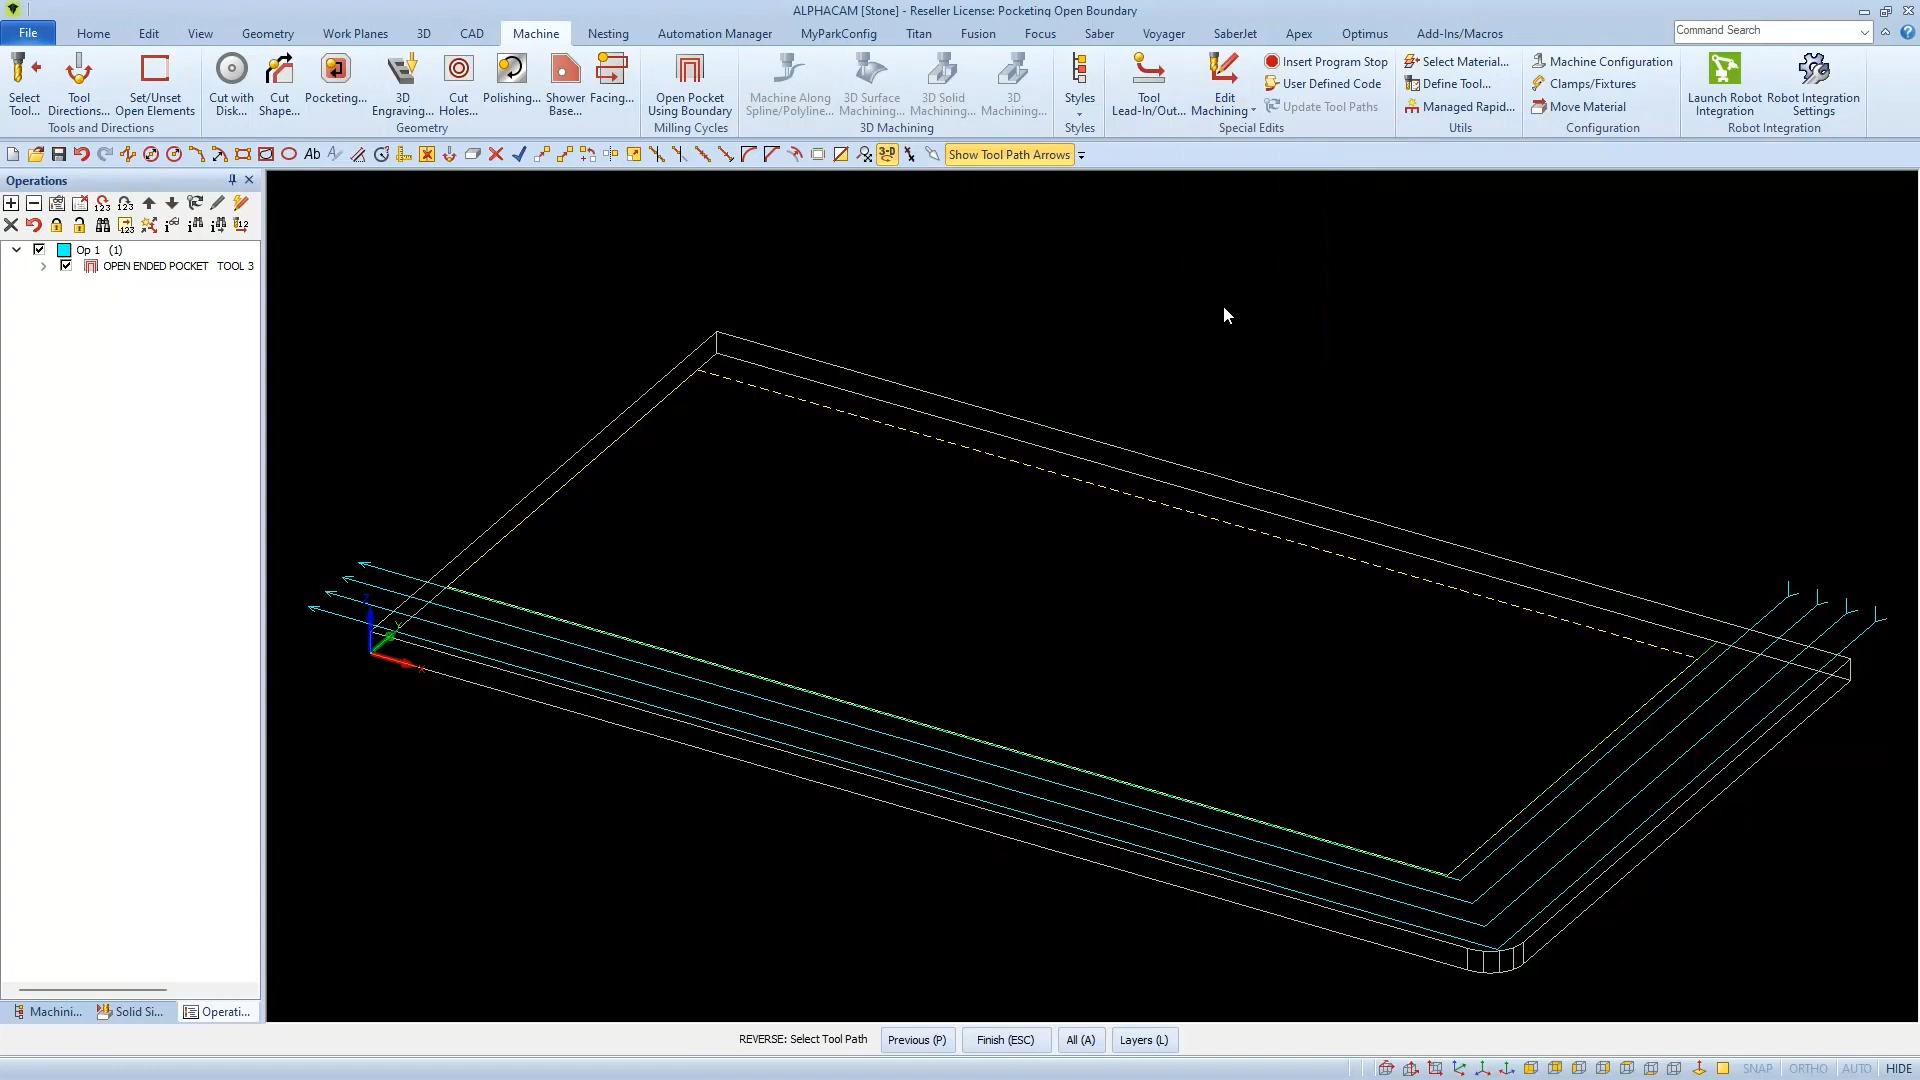 ALPHACAM [Stone] - Reseller License: Pocketing Open Boundary
File Home Edit View Geometry Work Planes 3D CAD Machine Nesting Automation Manager MyParkConfig Titan Fusion Focus Saber Voyager SaberJet Apex Optimus Add-Ins/Macros Command Search
Select Tool...
Tool Directions...
Set/Unset Open Elements
Tools and Directions
Cut with Disk...
Cut Shape...
Pocketing...
3D Engraving...
Cut Holes...
Polishing...
Shower Base...
Facing...
Geometry
Open Pocket Using Boundary
Milling Cycles
Machine Along Spline/Polyline...
3D Surface Machining...
3D Solid Machining...
3D Machining...
3D Machining
Styles
Styles
Tool Lead-In/Out...
Edit Machining
Insert Program Stop
User Defined Code
Update Tool Paths
Special Edits
Select Material...
Define Tool...
Managed Rapid...
Utils
Machine Configuration
Clamps/Fixtures
Move Material
Configuration
Launch Robot Integration
Robot Integration Settings
Robot Integration
Ab
3-D
Show Tool Path Arrows
Operations
Op 1 (1)
OPEN ENDED POCKET TOOL 3
Z
Y
X
Machini... Solid Si... Operati...
REVERSE: Select Tool Path Previous (P) Finish (ESC) All (A) Layers (L)
SNAP ORTHO AUTO HIDE